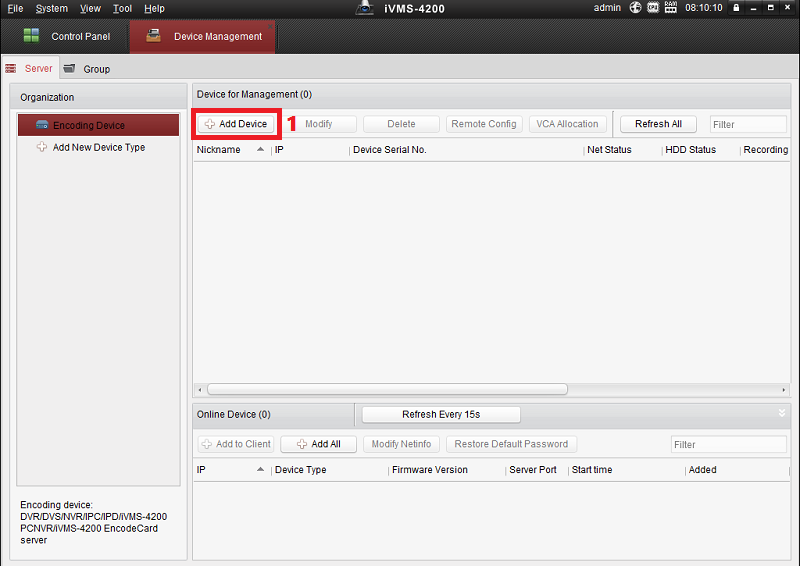 File System View Tool Help iVMS-4200 admin 08:10:10
Control Panel Device Management
Server Group
Organization
Encoding Device
Add New Device Type
Encoding device:
DVR/DVS/NVR/IPC/IPD/iVMS-4200
PCNVR/iVMS-4200 EncodeCard
server
Device for Management (0)
Add Device 1 Modify Delete Remote Config VCA Allocation Refresh All Filter
Nickname IP Device Serial No. Net Status HDD Status Recording
Online Device (0) Refresh Every 15s
Add to Client Add All Modify Netinfo Restore Default Password Filter
IP Device Type Firmware Version Server Port Start time Added